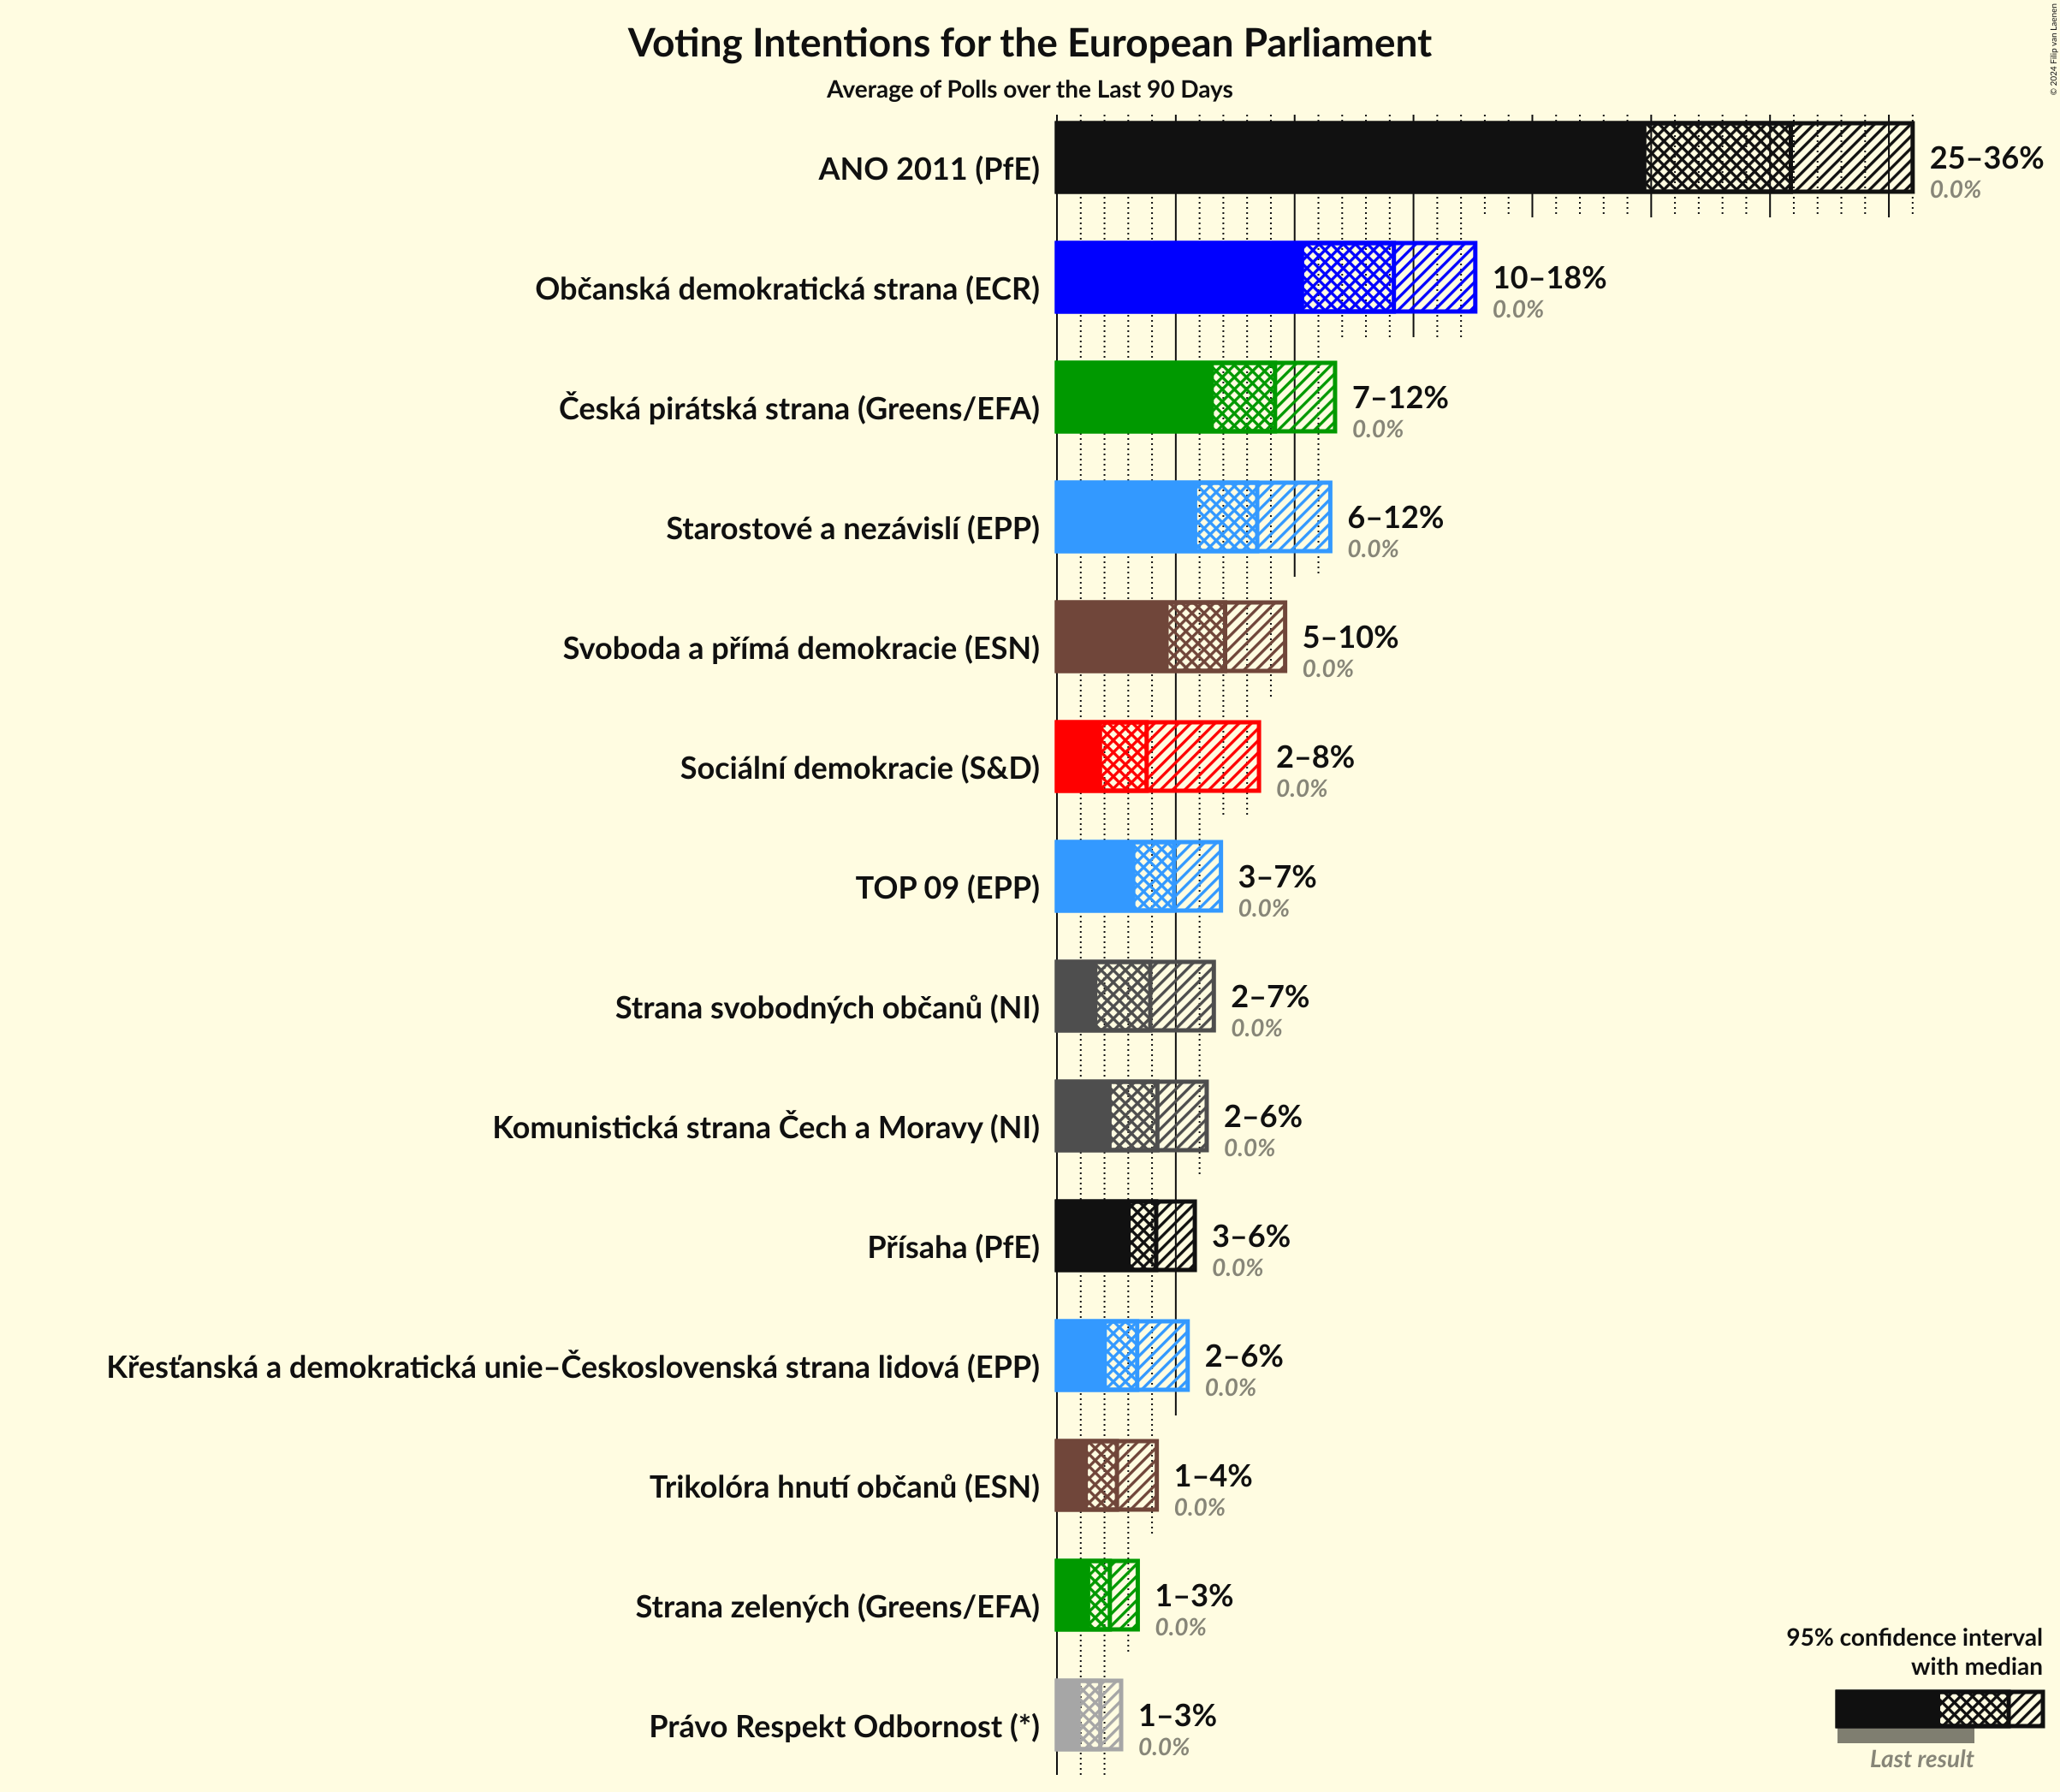 Voting Intentions for the European Parliament
Average of Polls over the Last 90 Days
© 2024 Filip van Laenen
ANO 2011 (PfE)
25–36%
0.0%
Občanská demokratická strana (ECR)
10–18%
0.0%
Česká pirátská strana (Greens/EFA)
7–12%
0.0%
Starostové a nezávislí (EPP)
6–12%
0.0%
Svoboda a přímá demokracie (ESN)
5–10%
0.0%
Sociální demokracie (S&D)
2–8%
0.0%
TOP 09 (EPP)
3–7%
0.0%
Strana svobodných občanů (NI)
2–7%
0.0%
Komunistická strana Čech a Moravy (NI)
2–6%
0.0%
Přísaha (PfE)
3–6%
0.0%
Křesťanská a demokratická unie–Československá strana lidová (EPP)
2–6%
0.0%
Trikolóra hnutí občanů (ESN)
1–4%
0.0%
Strana zelených (Greens/EFA)
1–3%
0.0%
Právo Respekt Odbornost (*)
1–3%
0.0%
95% confidence interval
with median
Last result